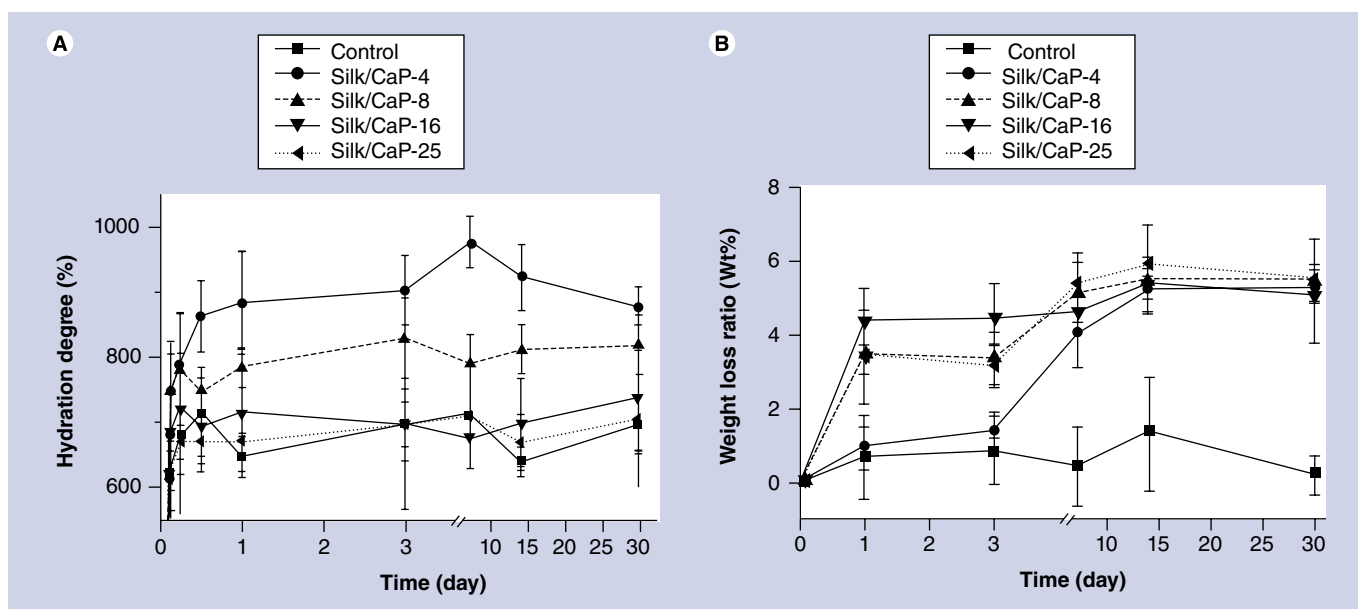 A
Control
Silk/CaP-4
Silk/CaP-8
Silk/CaP-16
Silk/CaP-25
Hydration degree (%)
1000
800
600
0 1 2 3 10 15 20 25 30
Time (day)
B
Control
Silk/CaP-4
Silk/CaP-8
Silk/CaP-16
Silk/CaP-25
Weight loss ratio (Wt%)
8
6
4
2
0
0 1 2 3 10 15 20 25 30
Time (day)